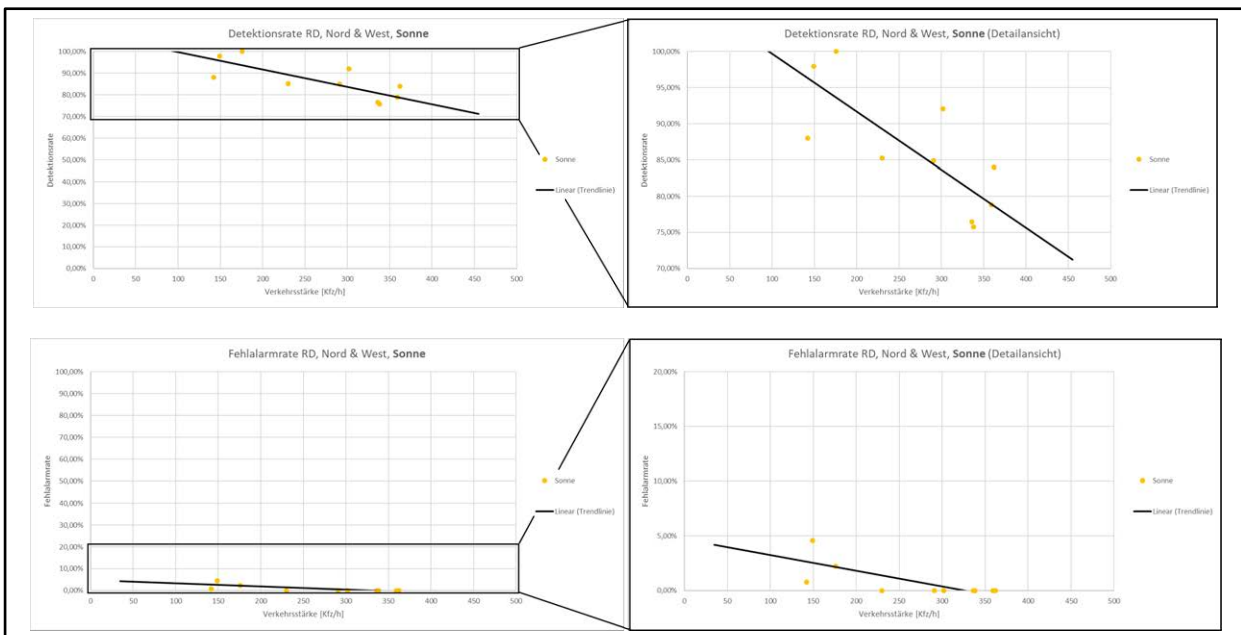 Detektionsrate RD, Nord & West, Sonne
100,00%
90,00%
80,00%
70,00%
60,00%
50,00%
40,00%
30,00%
20,00%
10,00%
0,00%
Detektionsrate
0 50 100 150 200 250 300 350 400 450 500
Verkehrsstärke [Kfz/h]
Sonne
Linear (Trendlinie)
Detektionsrate RD, Nord & West, Sonne (Detailansicht)
100,00%
95,00%
90,00%
85,00%
80,00%
75,00%
70,00%
Detektionsrate
0 50 100 150 200 250 300 350 400 450 500
Verkehrsstärke [Kfz/h]
Sonne
Linear (Trendlinie)
Fehlalarmrate RD, Nord & West, Sonne
100,00%
90,00%
80,00%
70,00%
60,00%
50,00%
40,00%
30,00%
20,00%
10,00%
0,00%
Fehlalarmrate
0 50 100 150 200 250 300 350 400 450 500
Verkehrsstärke [Kfz/h]
Sonne
Linear (Trendlinie)
Fehlalarmrate RD, Nord & West, Sonne (Detailansicht)
20,00%
15,00%
10,00%
5,00%
0,00%
Fehlalarmrate
0 50 100 150 200 250 300 350 400 450 500
Verkehrsstärke [Kfz/h]
Sonne
Linear (Trendlinie)